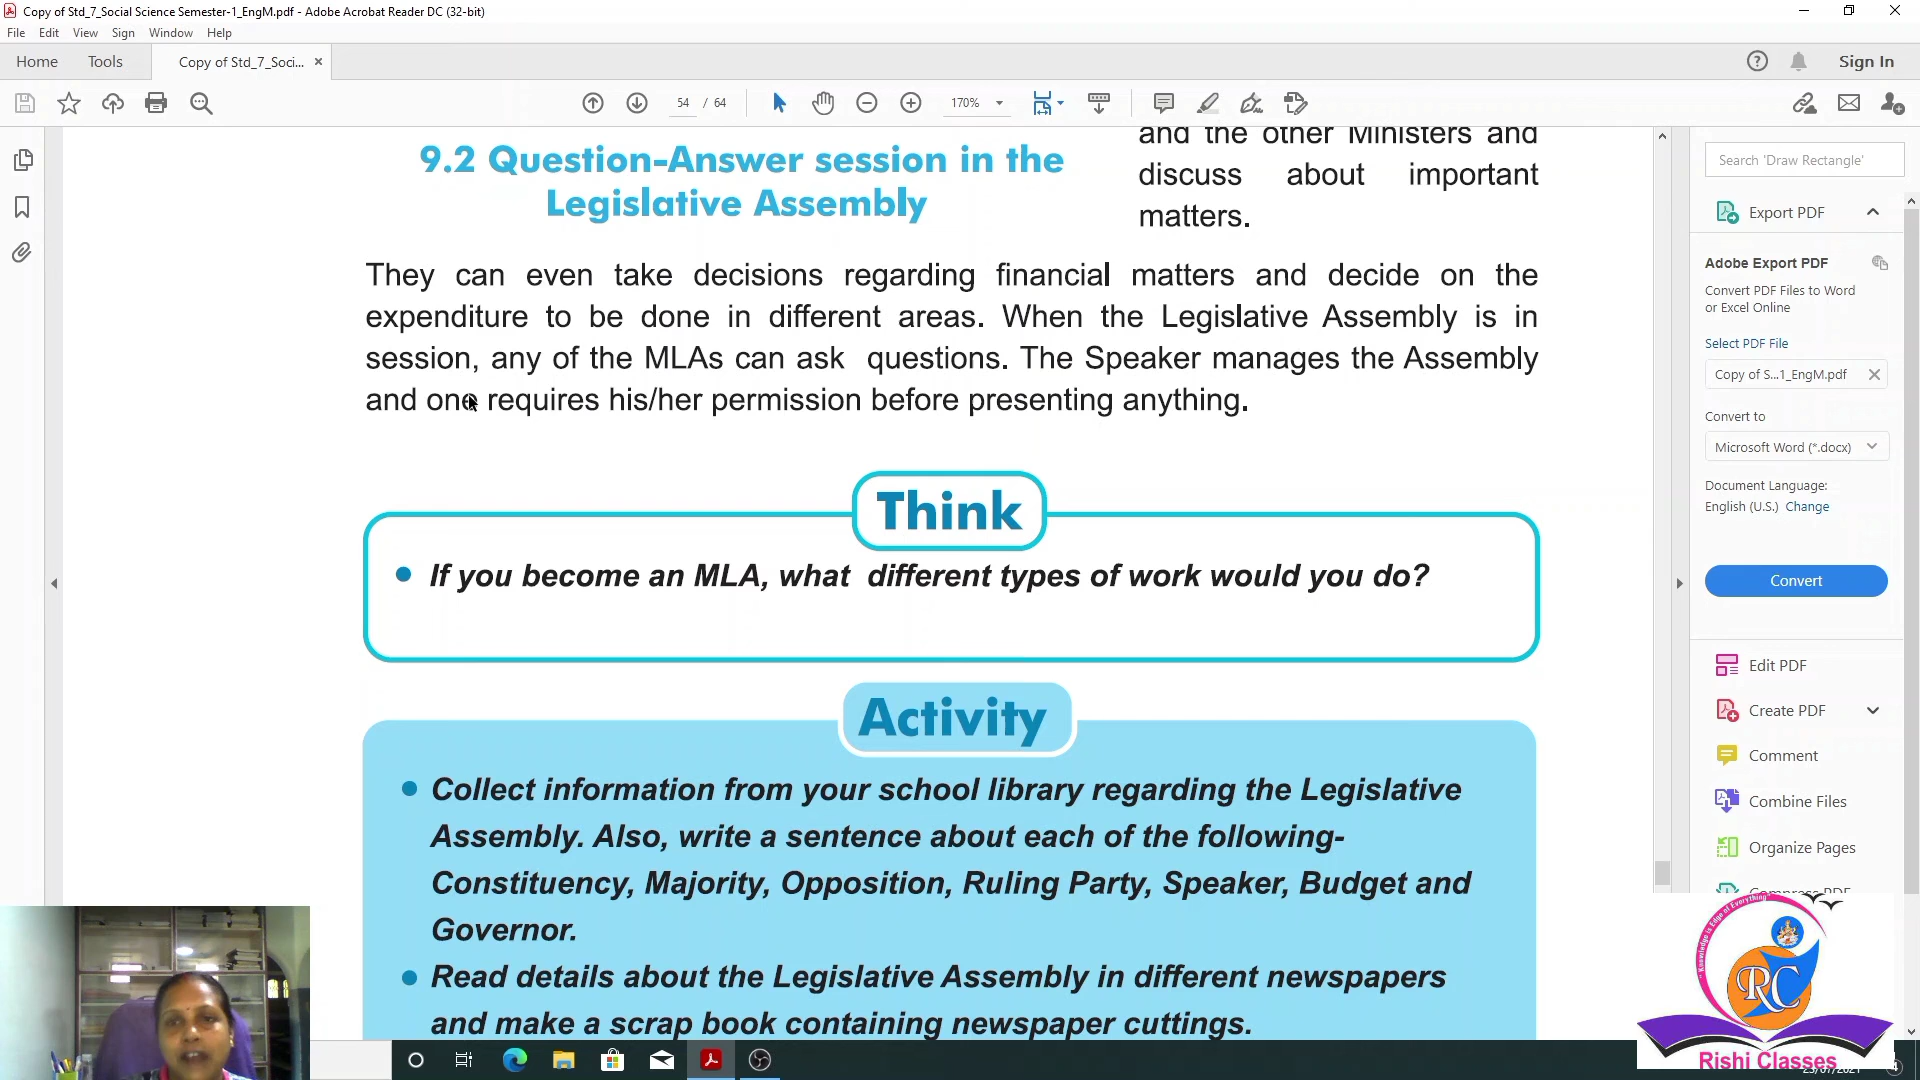 Copy of Std_7_Social Science Semester-1_EngM.pdf - Adobe Acrobat Reader DC (32-bit)
File Edit View Sign Window Help
Home Tools Copy of Std_7_Soci... × Sign In
54 / 64 170%
and the other Ministers and
discuss about important
matters.
9.2 Question-Answer session in the
Legislative Assembly
They can even take decisions regarding financial matters and decide on the
expenditure to be done in different areas. When the Legislative Assembly is in
session, any of the MLAs can ask questions. The Speaker manages the Assembly
and one requires his/her permission before presenting anything.
Think
• If you become an MLA, what different types of work would you do?
Activity
• Collect information from your school library regarding the Legislative
Assembly. Also, write a sentence about each of the following-
Constituency, Majority, Opposition, Ruling Party, Speaker, Budget and
Governor.
• Read details about the Legislative Assembly in different newspapers
and make a scrap book containing newspaper cuttings.
Search 'Draw Rectangle'
Export PDF
Adobe Export PDF
Convert PDF Files to Word
or Excel Online
Select PDF File
Copy of S...1_EngM.pdf
Convert to
Microsoft Word (*.docx)
Document Language:
English (U.S.) Change
Convert
Edit PDF
Create PDF
Comment
Combine Files
Organize Pages
Compress PDF
"Knowledge is Edge of Everything"
RC
Rishi Classes